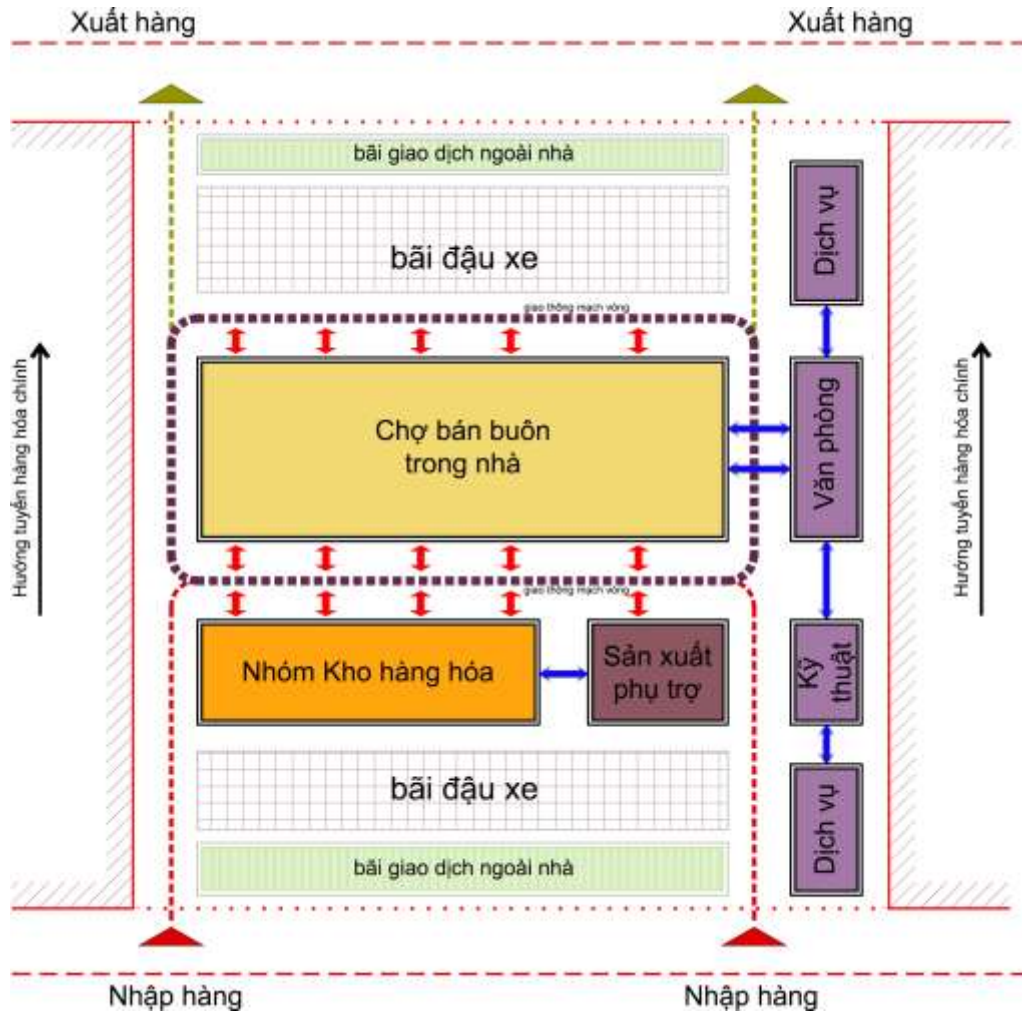 Xuất hàng
Xuất hàng
bãi giao dịch ngoài nhà
bãi đậu xe
Dịch vụ
giao thông mạch vòng
Hướng tuyến hàng hóa chính
Chợ bán buôn
trong nhà
Văn phòng
Hướng tuyến hàng hóa chính
giao thông mạch vòng
Nhóm Kho hàng hóa
Sản xuất
phụ trợ
Kỹ
thuật
bãi đậu xe
Dịch vụ
bãi giao dịch ngoài nhà
Nhập hàng
Nhập hàng